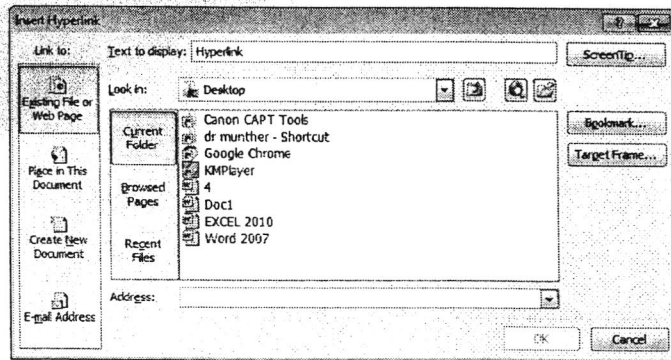 Insert Hyperlink
Link to:
Text to display: Hyperlink
ScreenTip...
Existing File or
Web Page
Look in: Desktop
Current
Folder
Canon CAPT Tools
dr munther - Shortcut
Google Chrome
KMPlayer
4
Doc1
EXCEL 2010
Word 2007
Bookmark...
Target Frame...
Place in This
Document
Browsed
Pages
Create New
Document
Recent
Files
E-mail Address
Address:
OK
Cancel